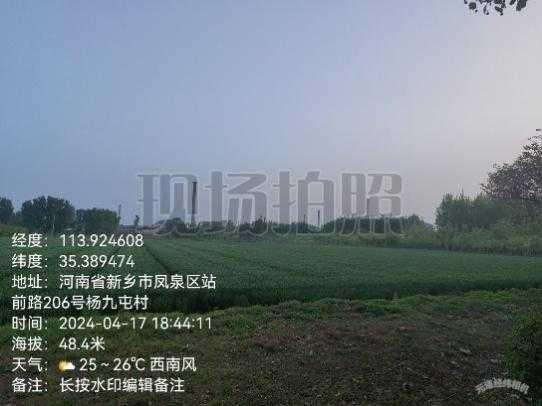 现场拍照
经度：113.924608
纬度：35.389474
地址：河南省新乡市凤泉区站
前路206号杨九屯村
时间：2024-04-17 18:44:11
海拔：48.4米
天气：25～26℃ 西南风
备注：长按水印编辑备注